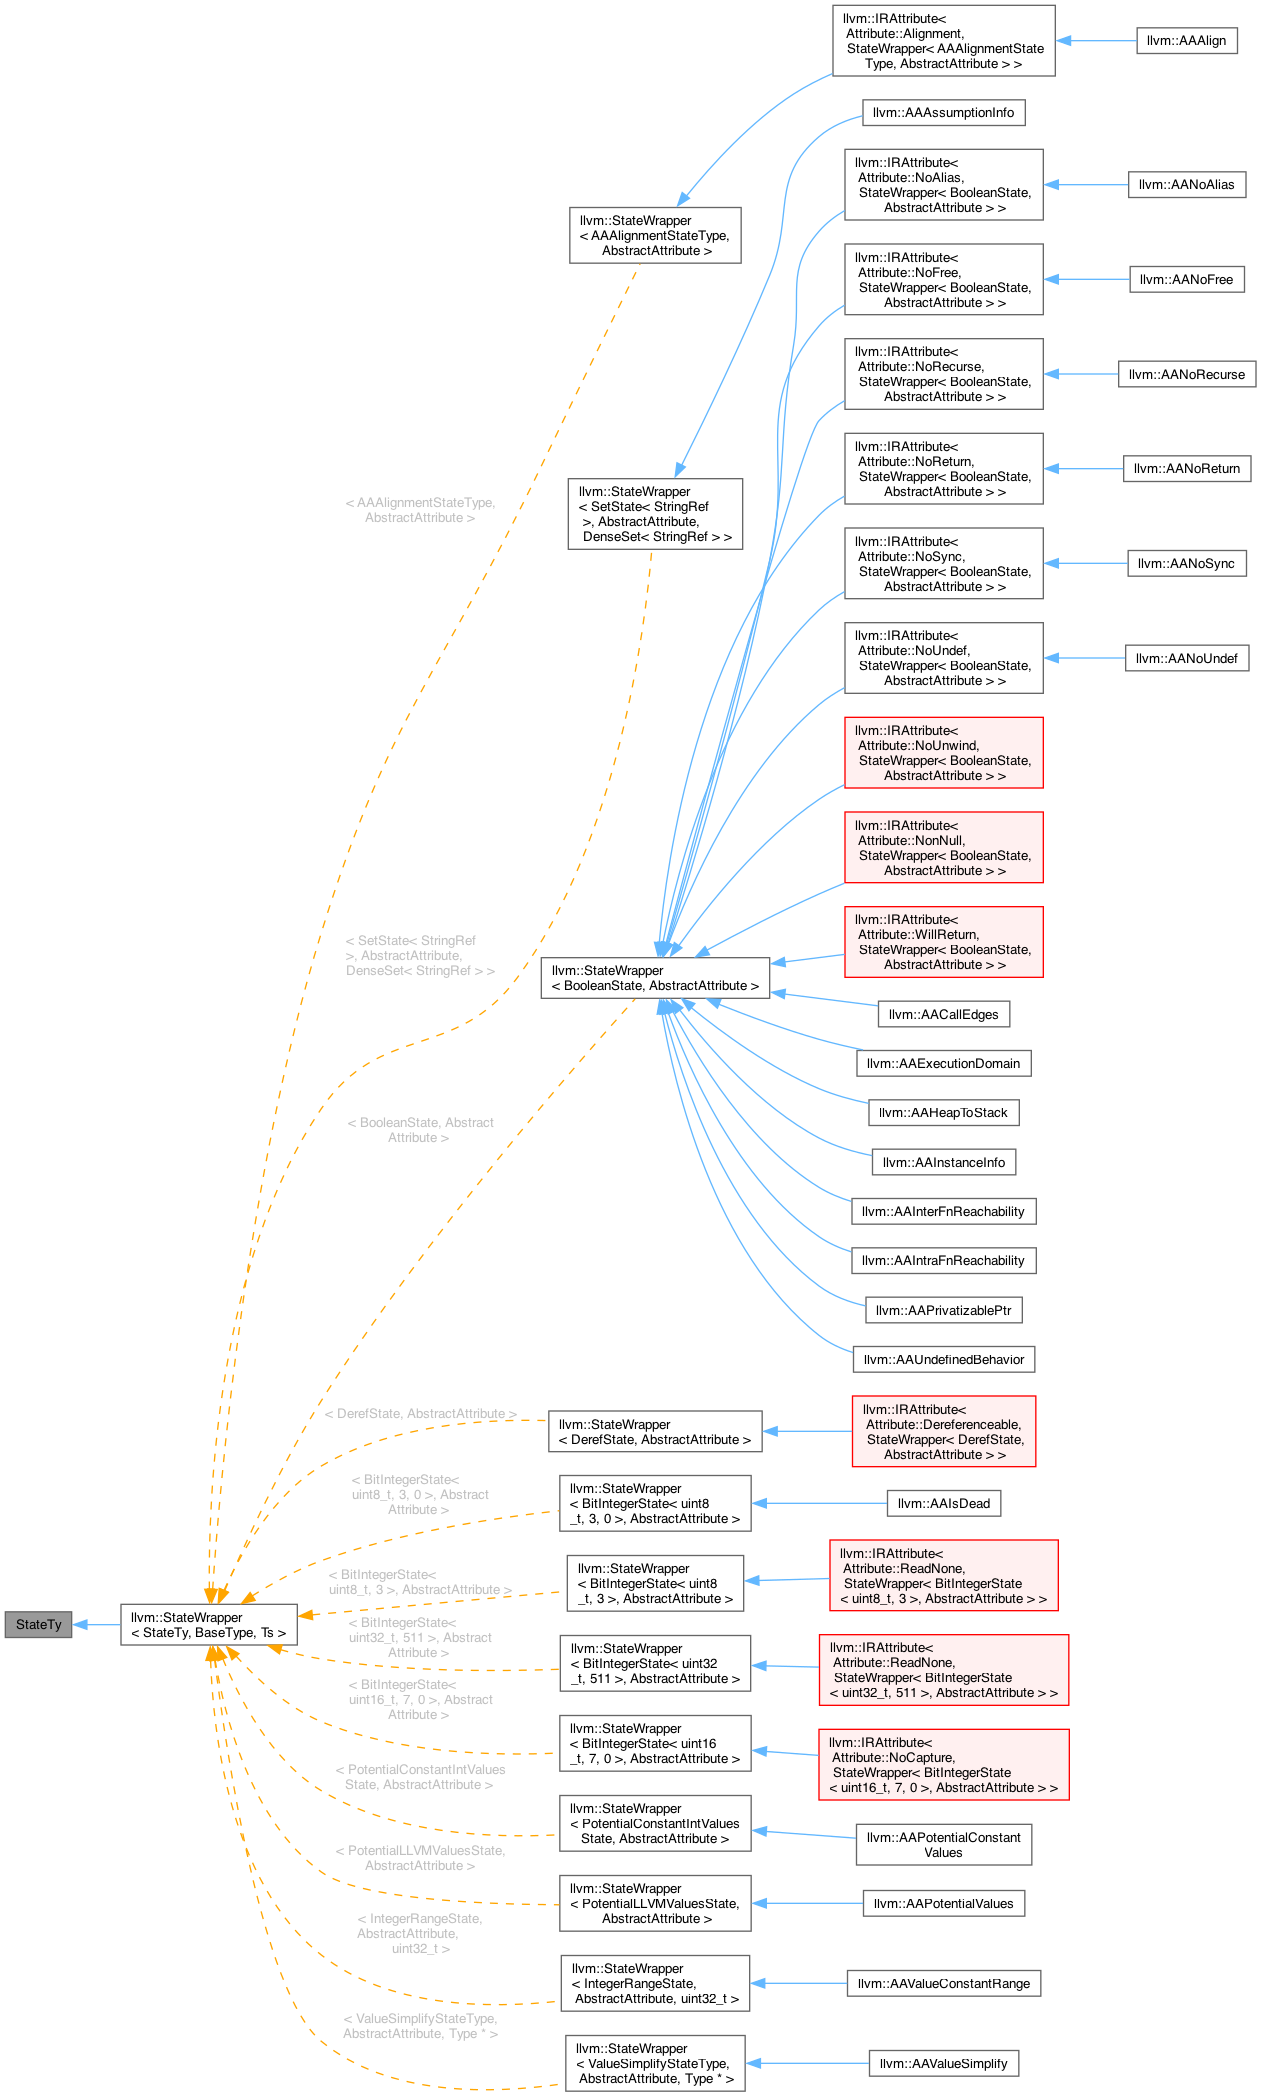 llvm::IRAttribute<
Attribute::Alignment,
StateWrapper< AAAlignmentState
Type, AbstractAttribute > >
llvm::AAAlign
llvm::AAAssumptionInfo
llvm::IRAttribute<
Attribute::NoAlias,
StateWrapper< BooleanState,
AbstractAttribute > >
llvm::AANoAlias
llvm::StateWrapper
< AAAlignmentStateType,
AbstractAttribute >
llvm::IRAttribute<
Attribute::NoFree,
StateWrapper< BooleanState,
AbstractAttribute > >
llvm::AANoFree
llvm::IRAttribute<
Attribute::NoRecurse,
StateWrapper< BooleanState,
AbstractAttribute > >
llvm::AANoRecurse
llvm::IRAttribute<
Attribute::NoReturn,
StateWrapper< BooleanState,
AbstractAttribute > >
llvm::AANoReturn
< AAAlignmentStateType,
AbstractAttribute >
llvm::StateWrapper
< SetState< StringRef
>, AbstractAttribute,
DenseSet< StringRef > >
llvm::IRAttribute<
Attribute::NoSync,
StateWrapper< BooleanState,
AbstractAttribute > >
llvm::AANoSync
llvm::IRAttribute<
Attribute::NoUndef,
StateWrapper< BooleanState,
AbstractAttribute > >
llvm::AANoUndef
llvm::IRAttribute<
Attribute::NoUnwind,
StateWrapper< BooleanState,
AbstractAttribute > >
llvm::IRAttribute<
Attribute::NonNull,
StateWrapper< BooleanState,
AbstractAttribute > >
llvm::IRAttribute<
Attribute::WillReturn,
StateWrapper< BooleanState,
AbstractAttribute > >
< SetState< StringRef
>, AbstractAttribute,
DenseSet< StringRef > >
llvm::StateWrapper
< BooleanState, AbstractAttribute >
llvm::AACallEdges
llvm::AAExecutionDomain
llvm::AAHeapToStack
< BooleanState, Abstract
Attribute >
llvm::AAInstanceInfo
llvm::AAInterFnReachability
llvm::AAIntraFnReachability
llvm::AAPrivatizablePtr
llvm::AAUndefinedBehavior
< DerefState, AbstractAttribute >
llvm::StateWrapper
< DerefState, AbstractAttribute >
llvm::IRAttribute<
Attribute::Dereferenceable,
StateWrapper< DerefState,
AbstractAttribute > >
< BitIntegerState<
uint8_t, 3, 0 >, Abstract
Attribute >
llvm::StateWrapper
< BitIntegerState< uint8
_t, 3, 0 >, AbstractAttribute >
llvm::AAIsDead
< BitIntegerState<
uint8_t, 3 >, AbstractAttribute >
llvm::StateWrapper
< BitIntegerState< uint8
_t, 3 >, AbstractAttribute >
llvm::IRAttribute<
Attribute::ReadNone,
StateWrapper< BitIntegerState
< uint8_t, 3 >, AbstractAttribute > >
StateTy
llvm::StateWrapper
< StateTy, BaseType, Ts >
< BitIntegerState<
uint32_t, 511 >, Abstract
Attribute >
llvm::StateWrapper
< BitIntegerState< uint32
_t, 511 >, AbstractAttribute >
llvm::IRAttribute<
Attribute::ReadNone,
StateWrapper< BitIntegerState
< uint32_t, 511 >, AbstractAttribute > >
< BitIntegerState<
uint16_t, 7, 0 >, Abstract
Attribute >
llvm::StateWrapper
< BitIntegerState< uint16
_t, 7, 0 >, AbstractAttribute >
llvm::IRAttribute<
Attribute::NoCapture,
StateWrapper< BitIntegerState
< uint16_t, 7, 0 >, AbstractAttribute > >
< PotentialConstantIntValues
State, AbstractAttribute >
llvm::StateWrapper
< PotentialConstantIntValues
State, AbstractAttribute >
llvm::AAPotentialConstant
Values
< PotentialLLVMValuesState,
AbstractAttribute >
llvm::StateWrapper
< PotentialLLVMValuesState,
AbstractAttribute >
llvm::AAPotentialValues
< IntegerRangeState,
AbstractAttribute,
uint32_t >
llvm::StateWrapper
< IntegerRangeState,
AbstractAttribute, uint32_t >
llvm::AAValueConstantRange
< ValueSimplifyStateType,
AbstractAttribute, Type * >
llvm::StateWrapper
< ValueSimplifyStateType,
AbstractAttribute, Type * >
llvm::AAValueSimplify